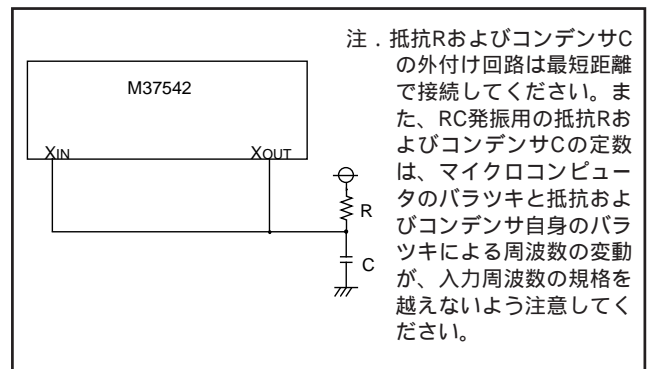 M37542
XIN
XOUT
R
C
注．抵抗RおよびコンデンサC
の外付け回路は最短距離
で接続してください。ま
た、RC発振用の抵抗Rお
よびコンデンサCの定数
は、マイクロコンピュー
タのバラツキと抵抗およ
びコンデンサ自身のバラ
ツキによる周波数の変動
が、入力周波数の規格を
越えないよう注意してく
ださい。